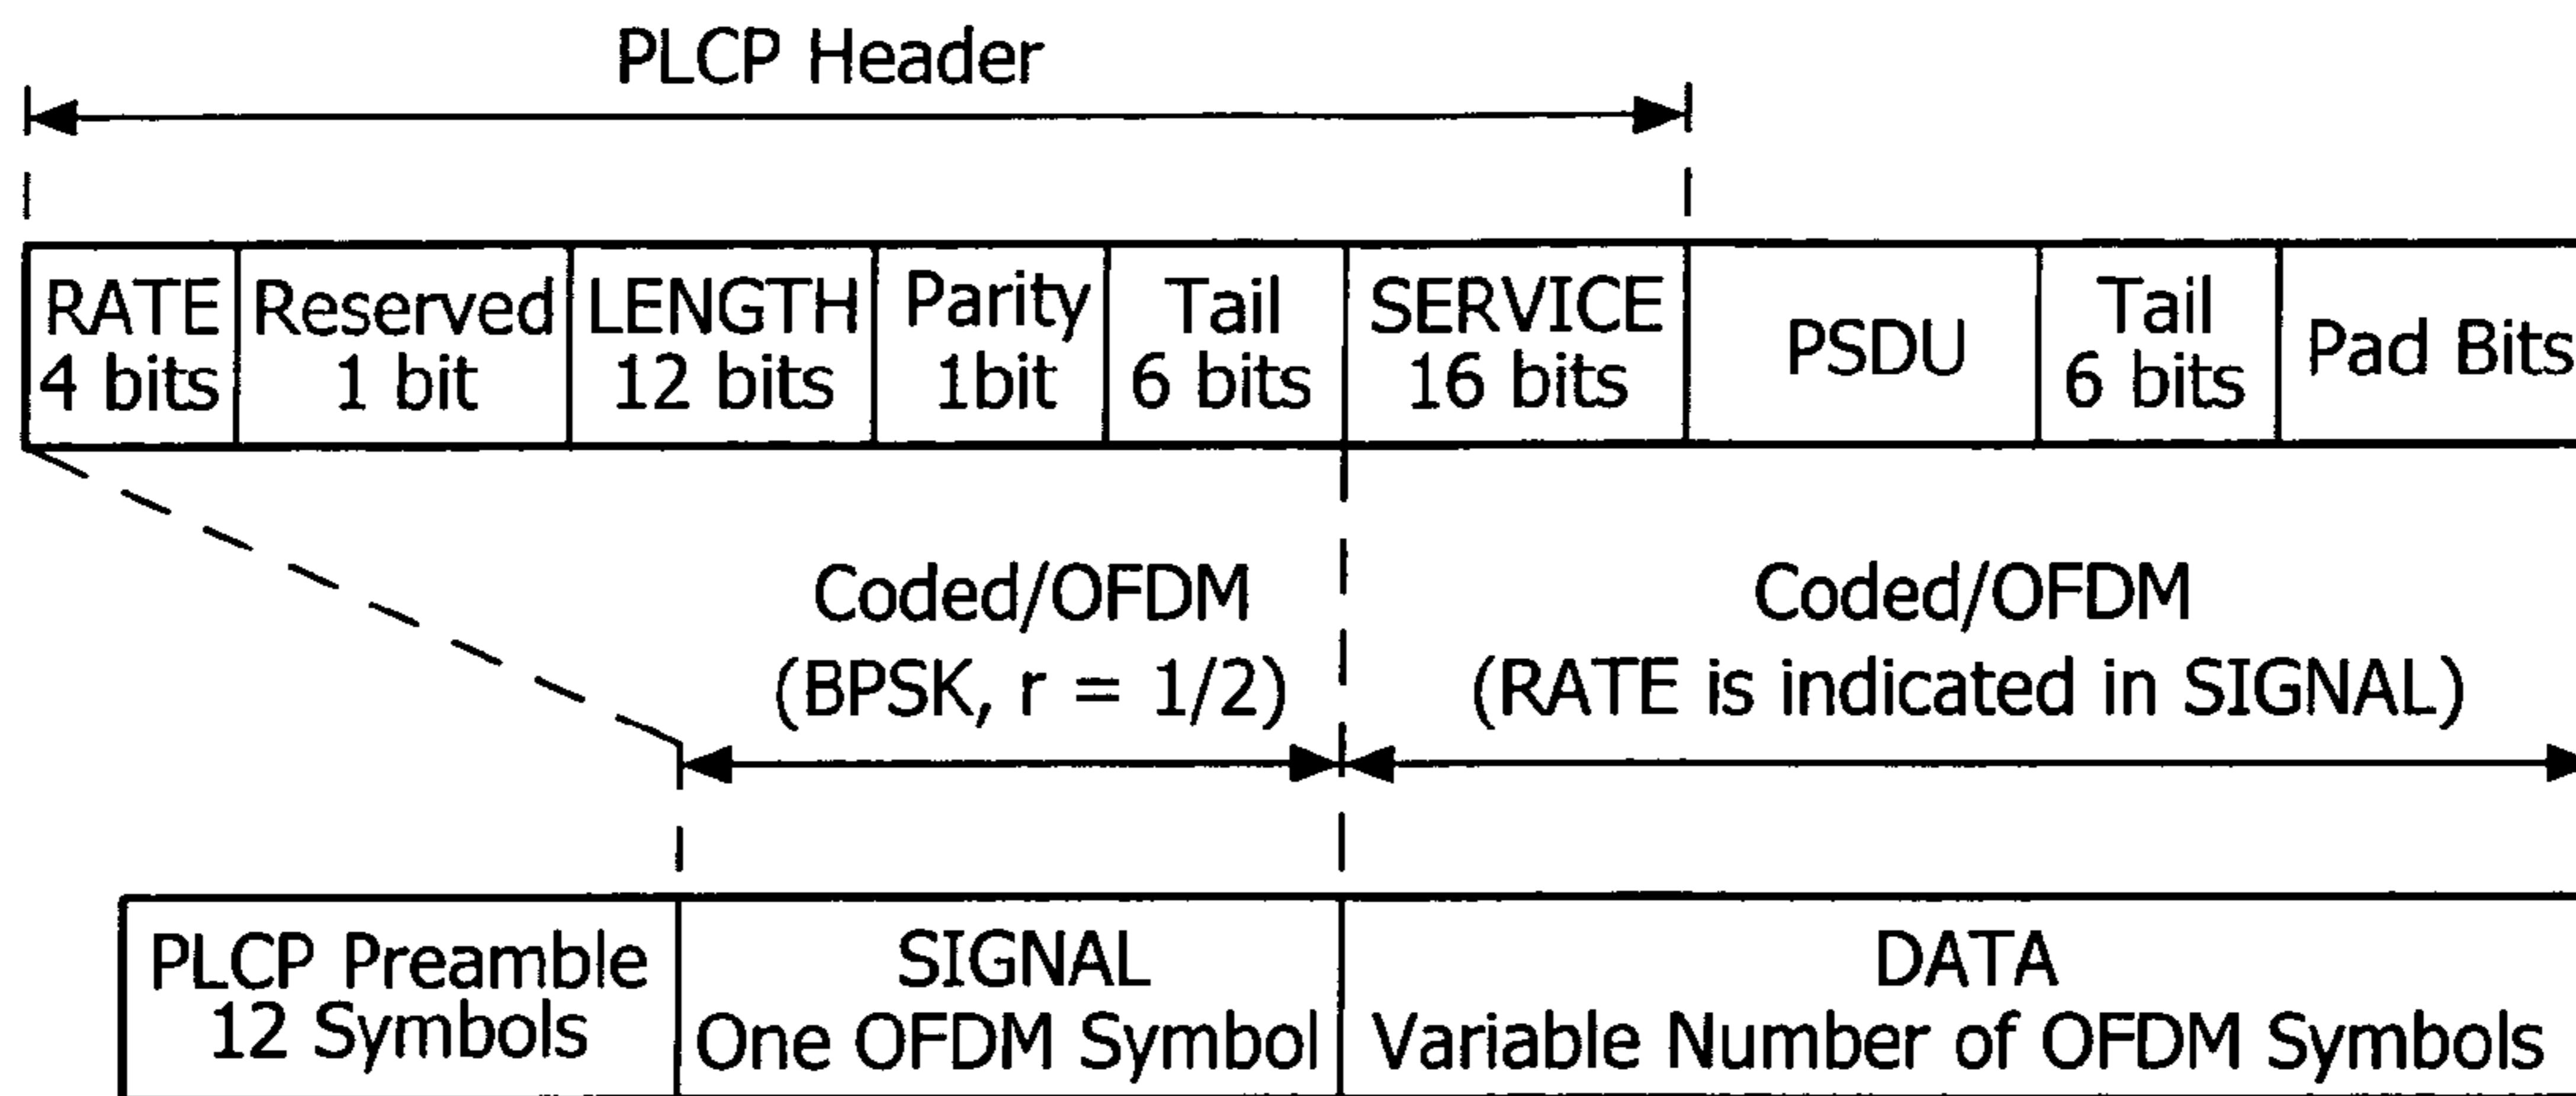 PLCP Header
RATE
4 bits
Reserved
1 bit
LENGTH
12 bits
Parity
1bit
Tail
6 bits
SERVICE
16 bits
PSDU
Tail
6 bits
Pad Bits
Coded/OFDM
(BPSK, r = 1/2)
Coded/OFDM
(RATE is indicated in SIGNAL)
PLCP Preamble
12 Symbols
SIGNAL
One OFDM Symbol
DATA
Variable Number of OFDM Symbols